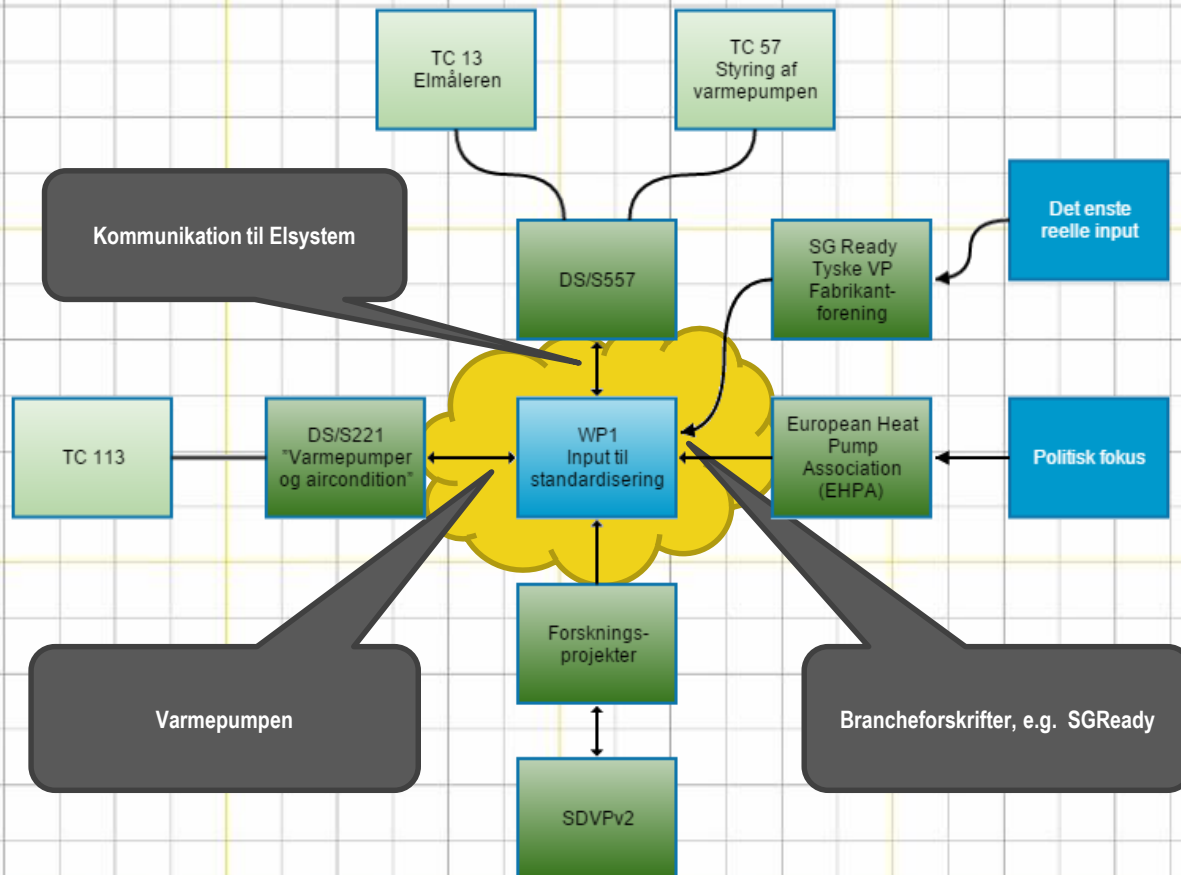 TC 13
Elmåleren
TC 57
Styring af
varmepumpen
Kommunikation til Elsystem
DS/S557
SG Ready
Tyske VP
Fabrikant-
forening
Det enste
reelle input
TC 113
DS/S221
"Varmepumper
og aircondition"
WP1
Input til
standardisering
European Heat
Pump
Association
(EHPA)
Politisk fokus
Forsknings-
projekter
Varmepumpen
Brancheforskrifter, e.g. SGReady
SDVPv2